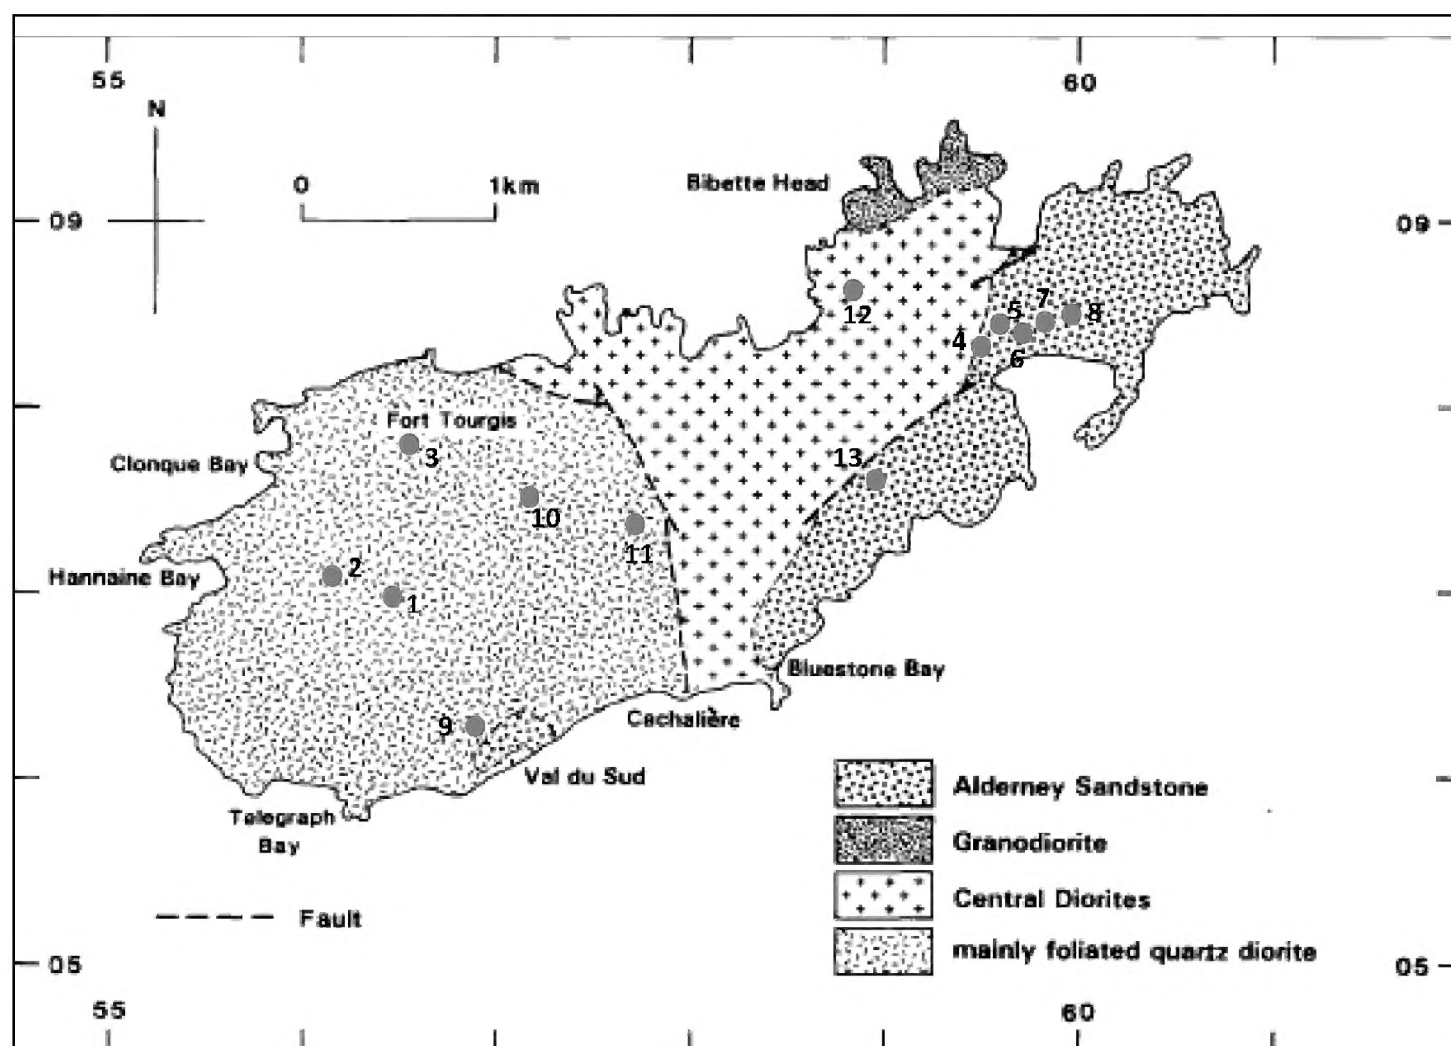 55
60
N
0 1km
Bibette Head
09
09
5 7 8
12
4
6
Fort Tourgis
3
13
Clonque Bay
10
11
Hannaine Bay
2
1
Bluestone Bay
9
Cachalière
Val du Sud
Telegraph
Bay
Alderney Sandstone
Granodiorite
Central Diorites
Fault
mainly foliated quartz diorite
05
05
55
60